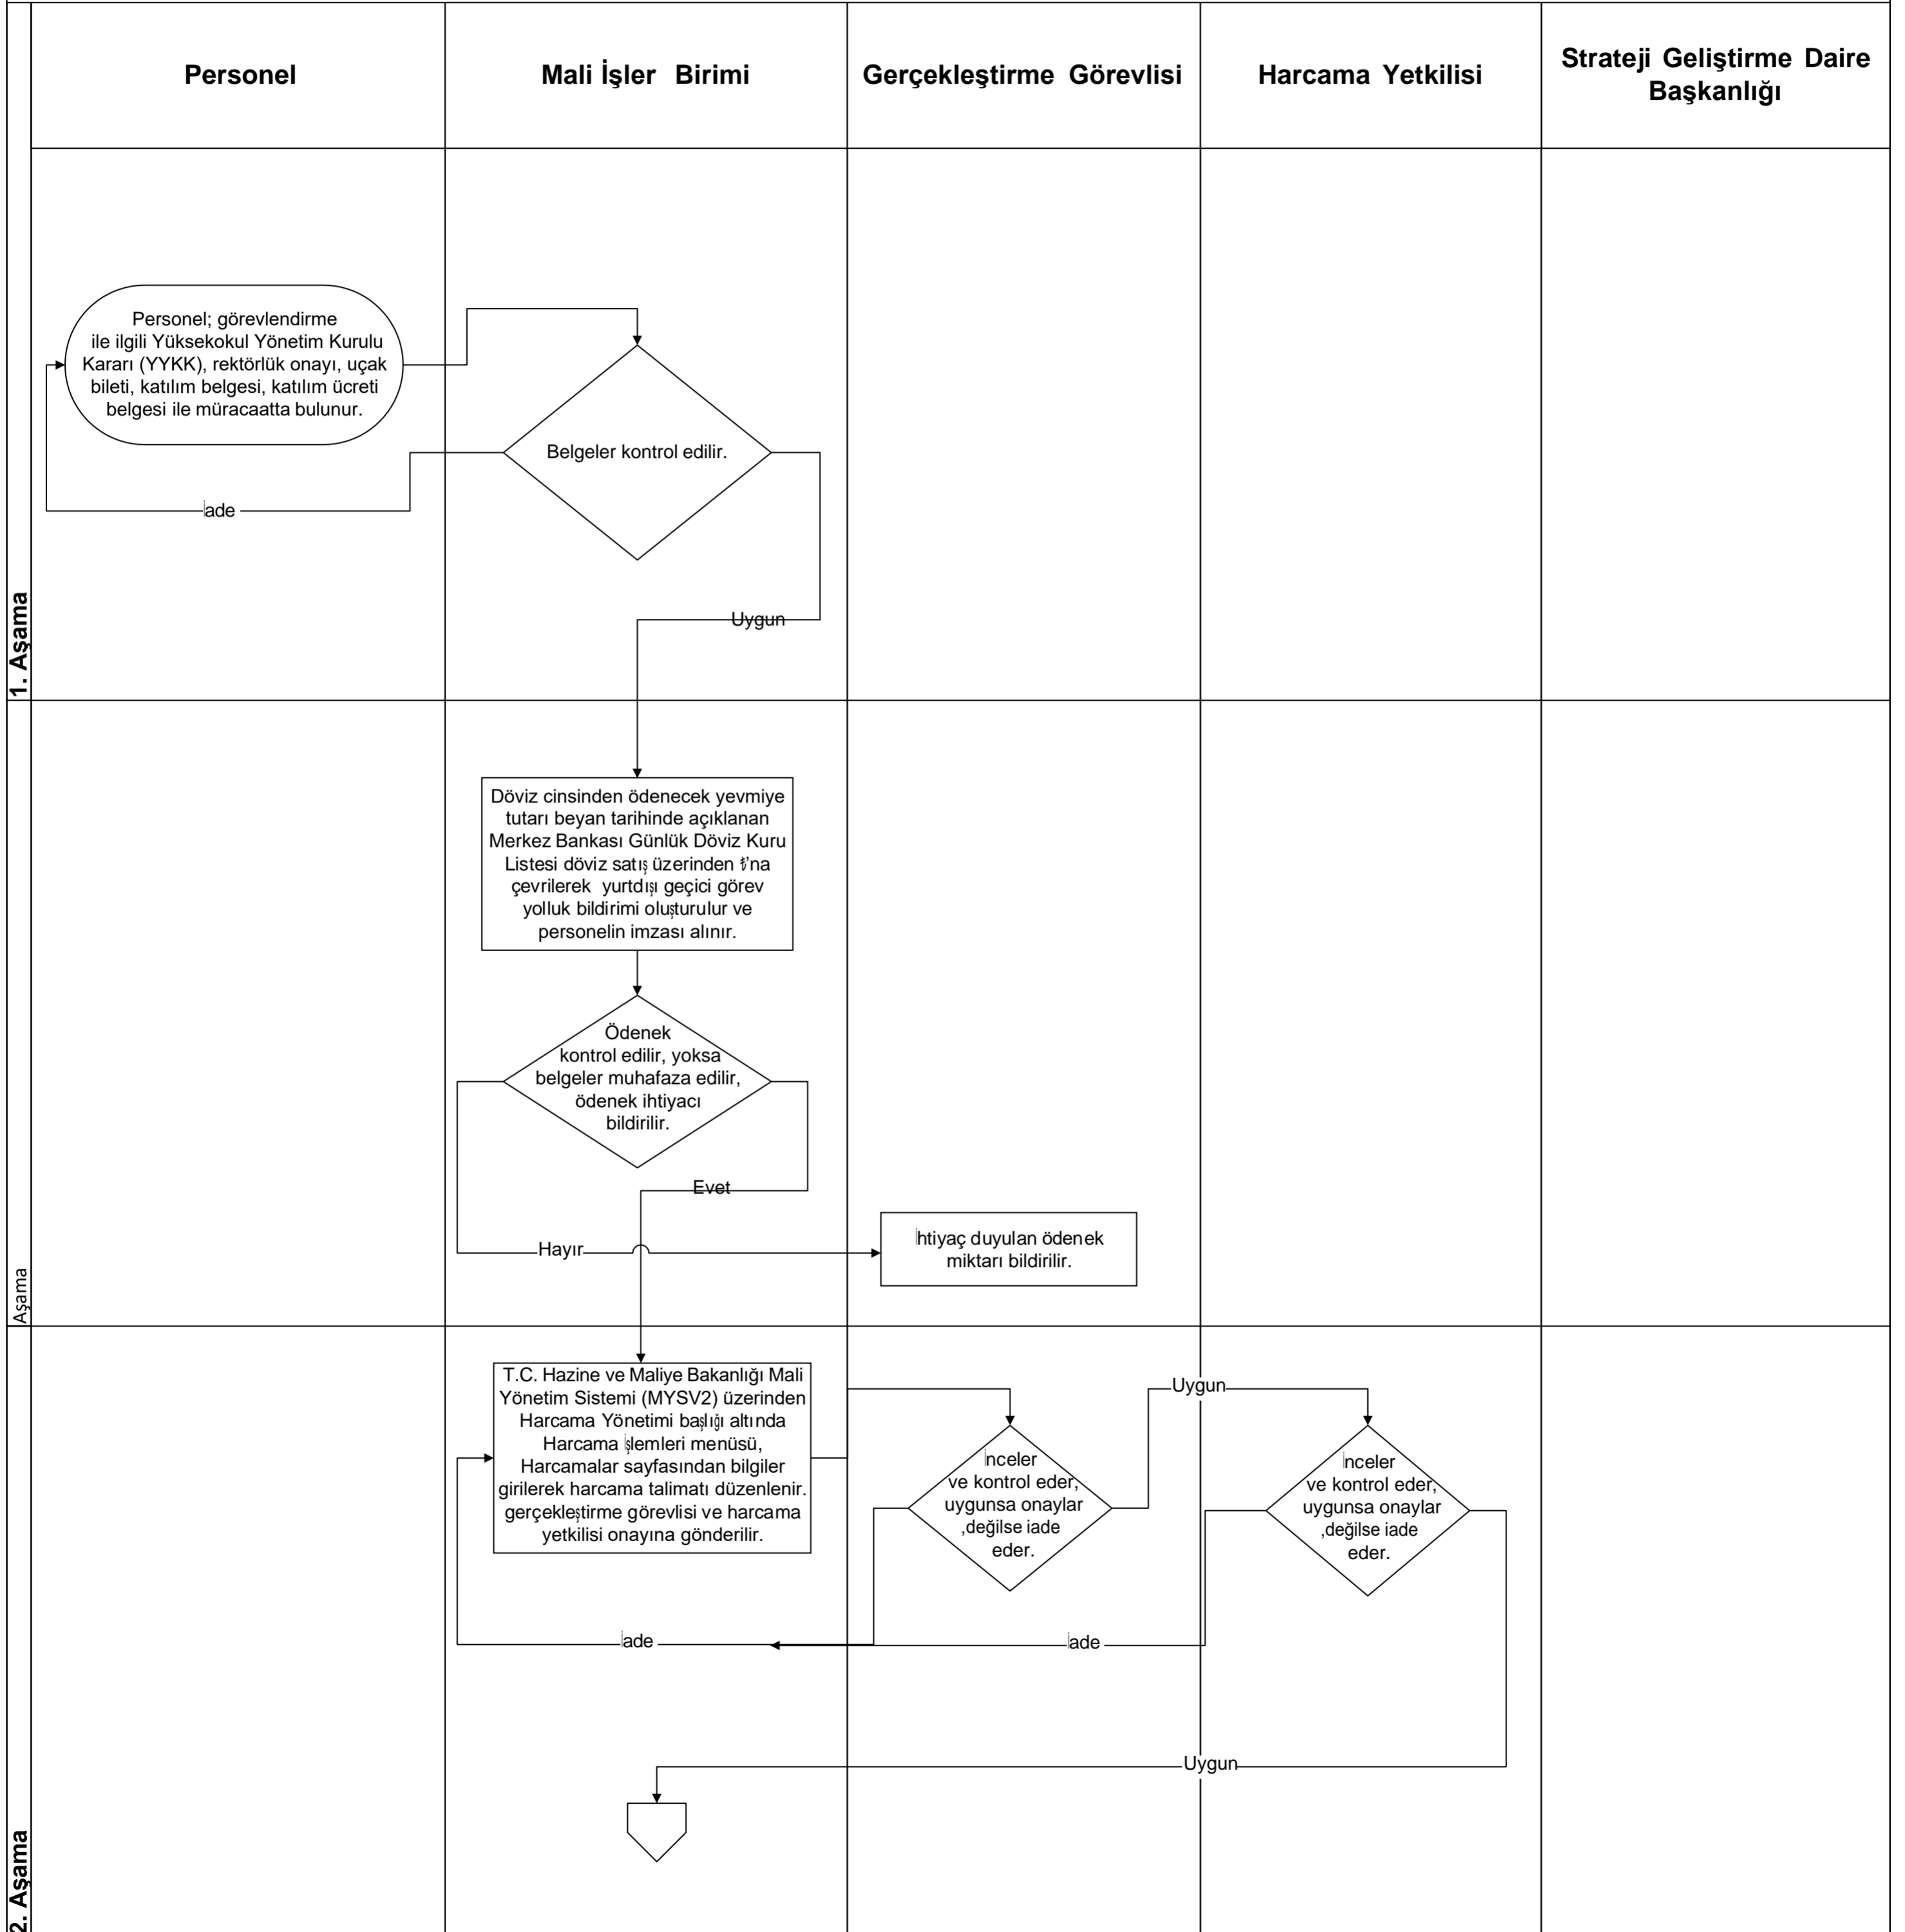 Personel
Mali İşler Birimi
Gerçekleştirme Görevlisi
Harcama Yetkilisi
Strateji Geliştirme Daire
Başkanlığı
1. Aşama
Personel; görevlendirme
ile ilgili Yüksekokul Yönetim Kurulu
Kararı (YYKK), rektörlük onayı, uçak
bileti, katılım belgesi, katılım ücreti
belgesi ile müracaatta bulunur.
Belgeler kontrol edilir.
İade
Uygun
Aşama
Döviz cinsinden ödenecek yevmiye
tutarı beyan tarihinde açıklanan
Merkez Bankası Günlük Döviz Kuru
Listesi döviz satış üzerinden ₺’na
çevrilerek yurtdışı geçici görev
yolluk bildirimi oluşturulur ve
personelin imzası alınır.
Ödenek
kontrol edilir, yoksa
belgeler muhafaza edilir,
ödenek ihtiyacı
bildirilir.
Evet
Hayır
İhtiyaç duyulan ödenek
miktarı bildirilir.
2. Aşama
T.C. Hazine ve Maliye Bakanlığı Mali
Yönetim Sistemi (MYSV2) üzerinden
Harcama Yönetimi başlığı altında
Harcama İşlemleri menüsü,
Harcamalar sayfasından bilgiler
girilerek harcama talimatı düzenlenir.
gerçekleştirme görevlisi ve harcama
yetkilisi onayına gönderilir.
İnceler
ve kontrol eder,
uygunsa onaylar
,değilse iade
eder.
Uygun
İnceler
ve kontrol eder,
uygunsa onaylar
,değilse iade
eder.
İade
İade
Uygun